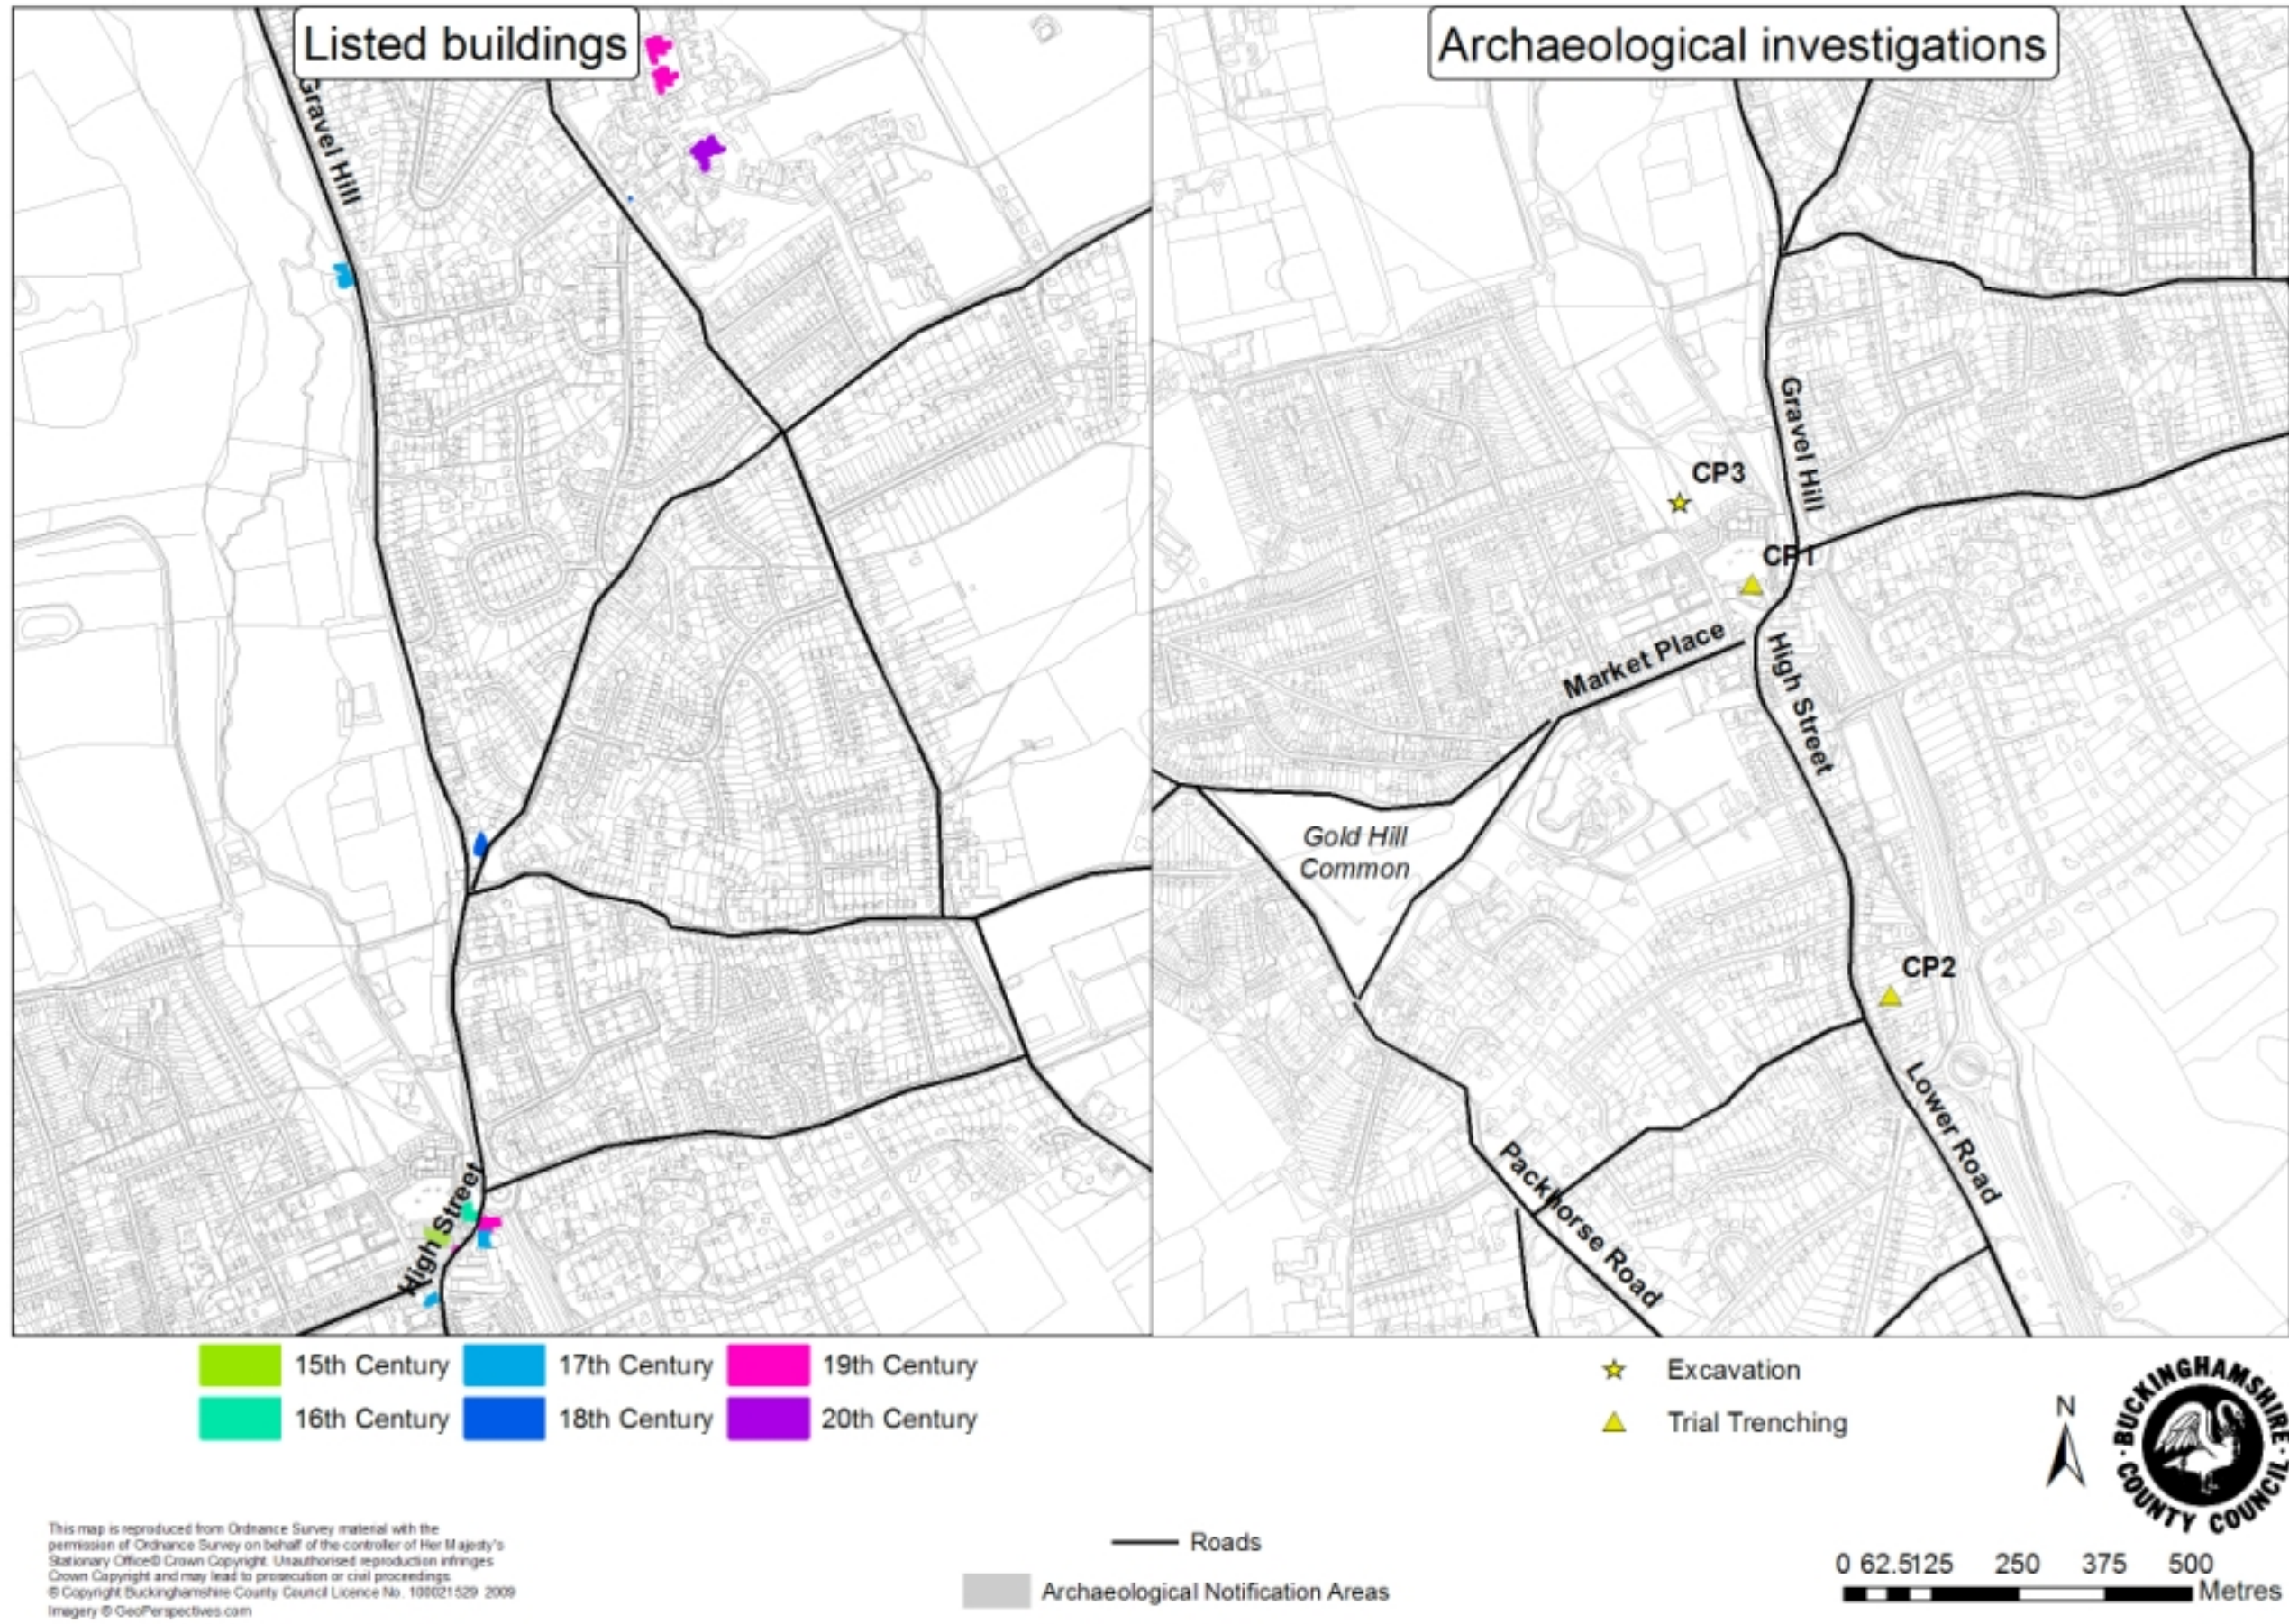 Listed buildings
Archaeological investigations
Gravel Hill
High Street
Gravel Hill
CP3
CP1
Market Place
High Street
Gold Hill
Common
CP2
Lower Road
Packhorse Road
15th Century
17th Century
19th Century
16th Century
18th Century
20th Century
Excavation
Trial Trenching
N
BUCKINGHAMSHIRE
COUNTY COUNCIL
This map is reproduced from Ordnance Survey material with the
permission of Ordnance Survey on behalf of the controller of Her Majesty's
Stationary Office© Crown Copyright. Unauthorised reproduction infringes
Crown Copyright and may lead to prosecution or civil proceedings.
© Copyright Buckinghamshire County Council Licence No. 100021529 2009
Imagery © GeoPerspectives.com
Roads
Archaeological Notification Areas
0 62.5125 250 375 500
Metres